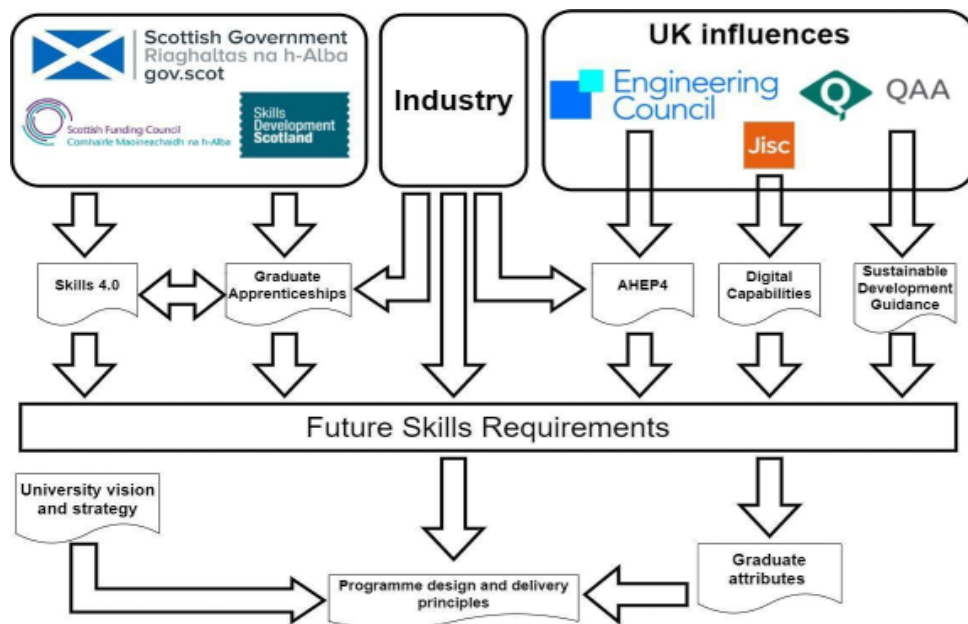 Scottish Government
Riaghaltas na h-Alba
gov.scot
Scottish Funding Council
Comhairle Maoineachaidh na h-Alba
Skills
Development
Scotland
Industry
UK influences
Engineering
Council
Jisc
Q
QAA
Skills 4.0
Graduate
Apprenticeships
AHEP4
Digital
Capabilities
Sustainable
Development
Guidance
Future Skills Requirements
University vision
and strategy
Programme design and delivery
principles
Graduate
attributes